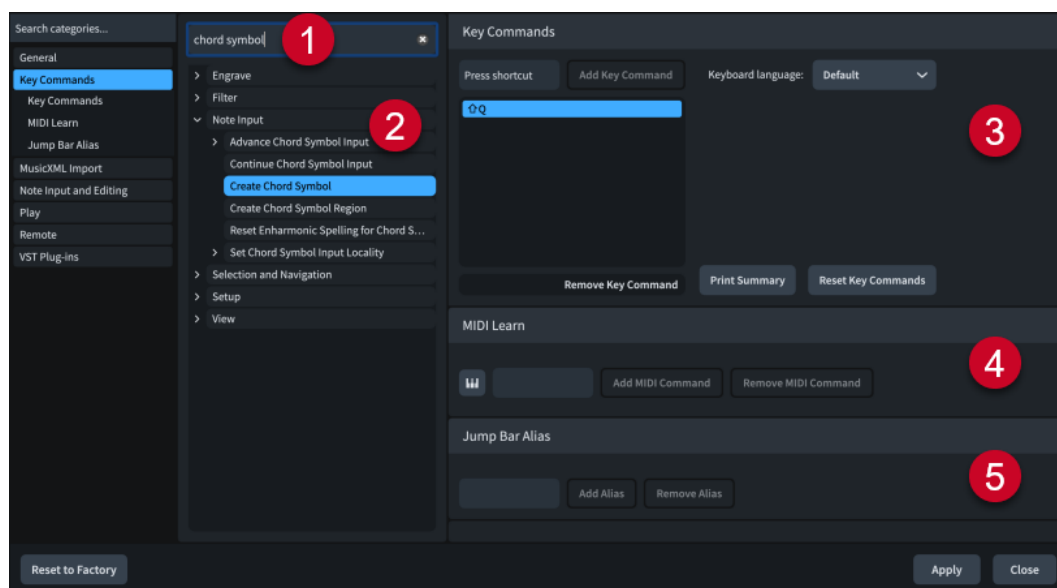 Search categories...
General
Key Commands
Key Commands
MIDI Learn
Jump Bar Alias
MusicXML Import
Note Input and Editing
Play
Remote
VST Plug-ins
chord symbol
1
Engrave
Filter
Note Input
2
Advance Chord Symbol Input
Continue Chord Symbol Input
Create Chord Symbol
Create Chord Symbol Region
Reset Enharmonic Spelling for Chord S...
Set Chord Symbol Input Locality
Selection and Navigation
Setup
View
Key Commands
Press shortcut Add Key Command Keyboard language: Default
⇧Q
3
Remove Key Command Print Summary Reset Key Commands
MIDI Learn
4
Add MIDI Command Remove MIDI Command
Jump Bar Alias
5
Add Alias Remove Alias
Reset to Factory Apply Close